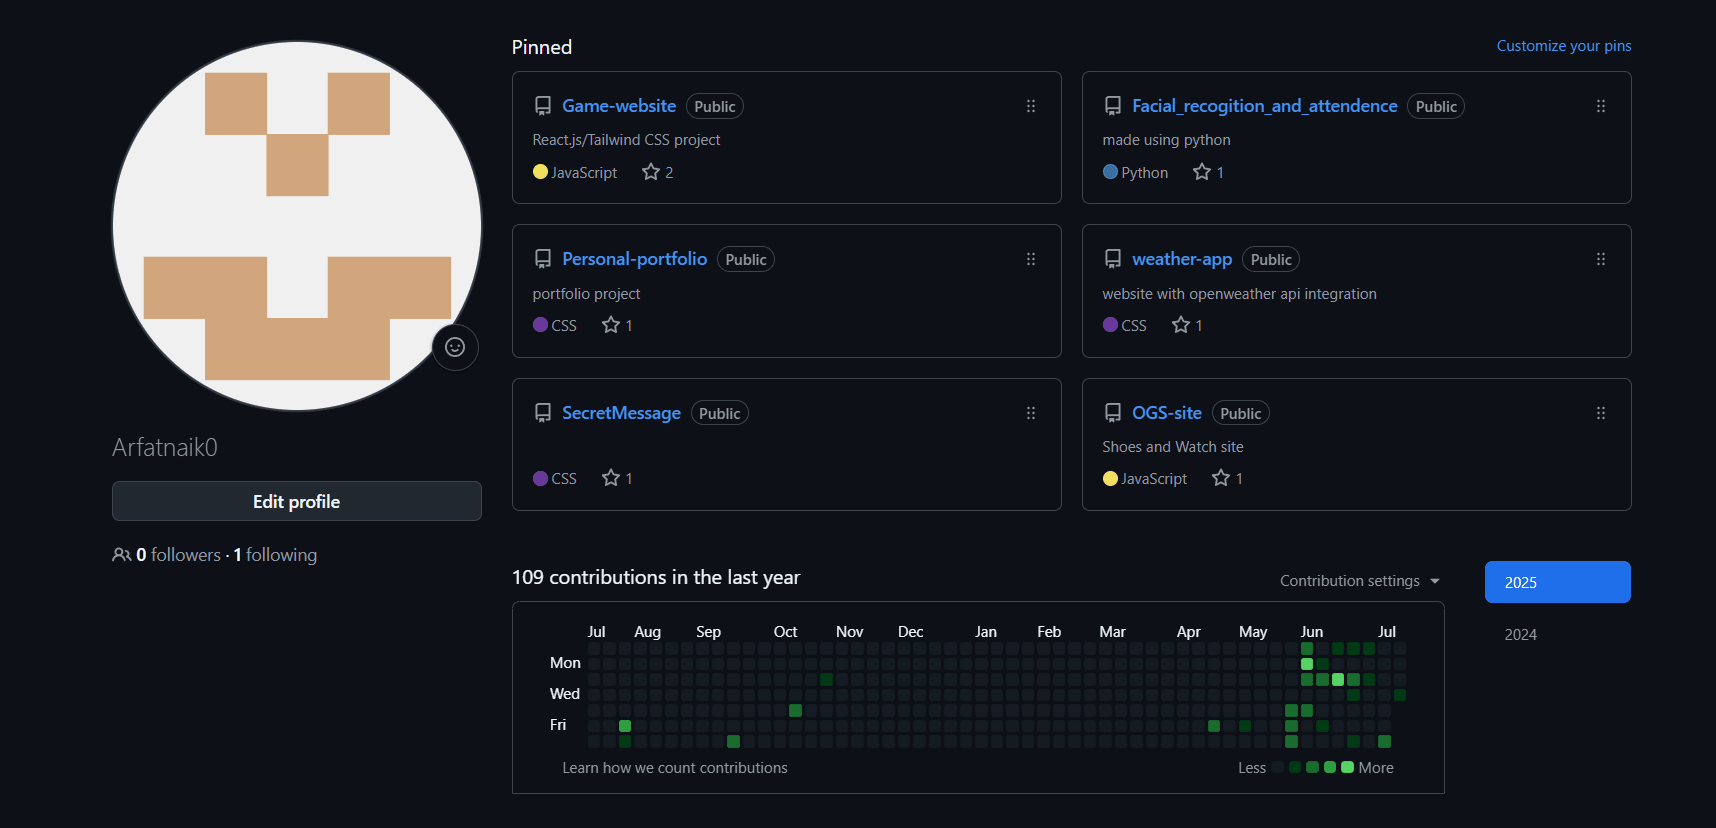 Arfatnaik0
Edit profile
0 followers · 1 following
Pinned
Customize your pins
Game-website Public
React.js/Tailwind CSS project
JavaScript 2
Facial_recogition_and_attendence Public
made using python
Python 1
Personal-portfolio Public
portfolio project
CSS 1
weather-app Public
website with openweather api integration
CSS 1
SecretMessage Public
CSS 1
OGS-site Public
Shoes and Watch site
JavaScript 1
109 contributions in the last year
Contribution settings
2025
2024
Jul Aug Sep Oct Nov Dec Jan Feb Mar Apr May Jun Jul
Mon
Wed
Fri
Learn how we count contributions
Less More